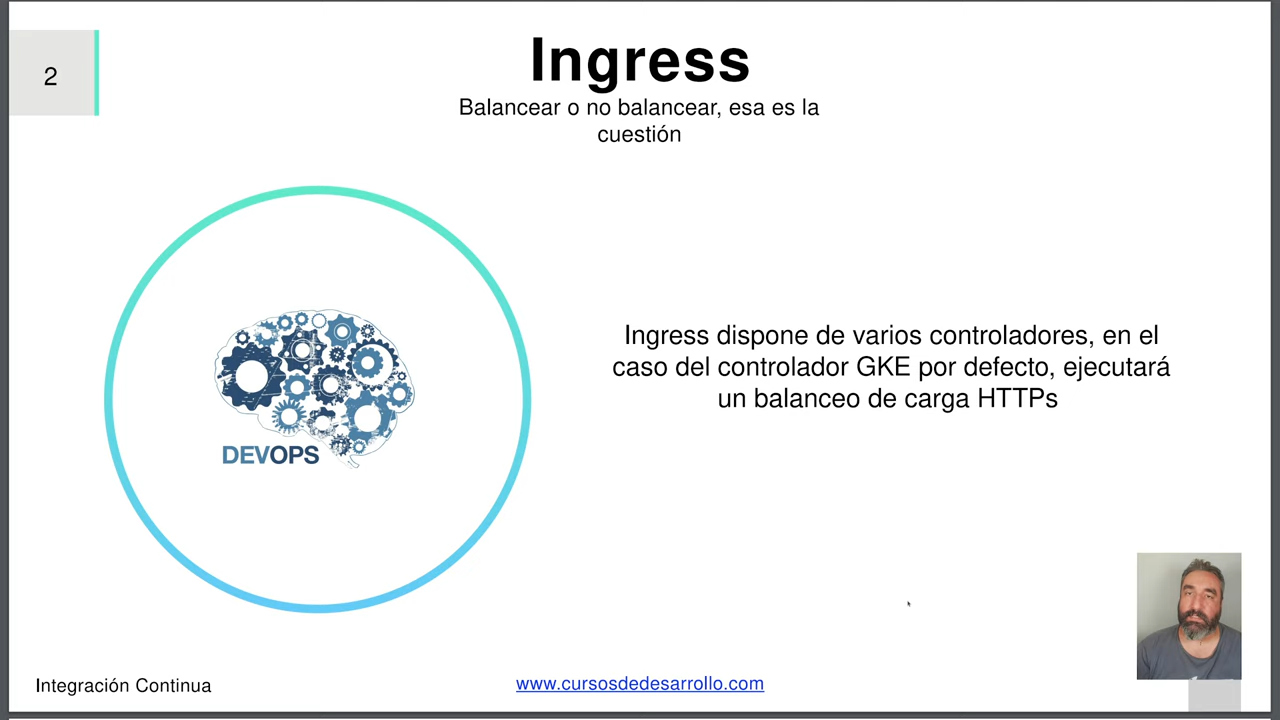 2
Ingress
Balancear o no balancear, esa es la
cuestión
Ingress dispone de varios controladores, en el
caso del controlador GKE por defecto, ejecutará
un balanceo de carga HTTPs
DEVOPS
Integración Continua
www.cursosdedesarrollo.com